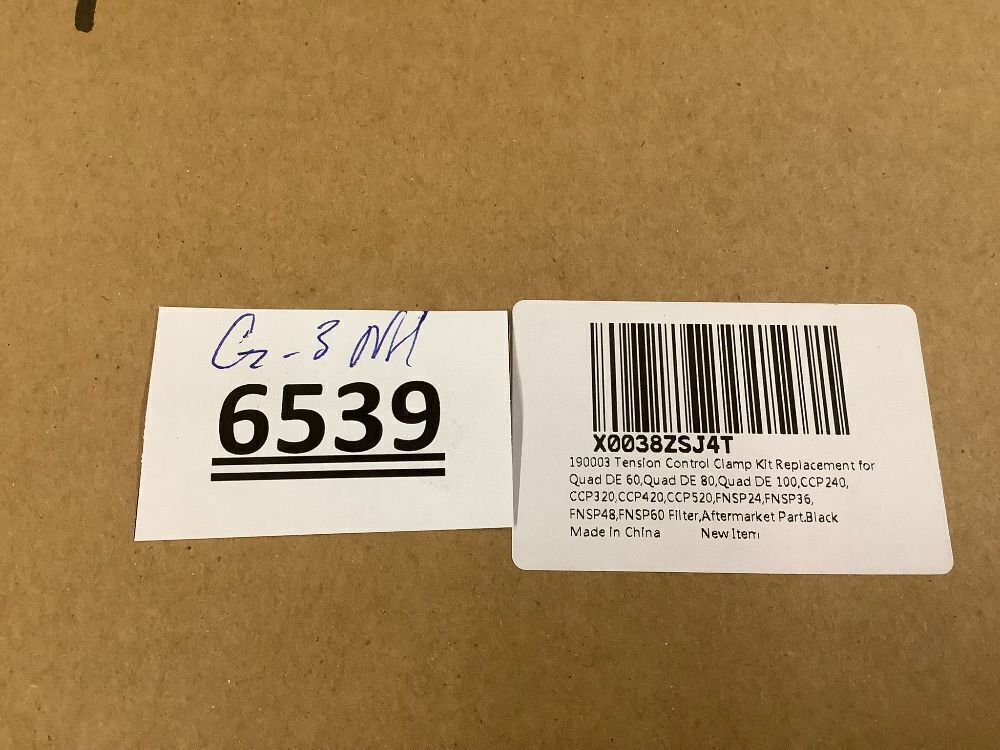 6539
X0038ZSJ4T
190003 Tension Control Clamp Kit Replacement for
Quad DE 60,Quad DE 80,Quad DE 100,CCP240,
CCP320,CCP420,CCP520,FNSP24,FNSP36,
FNSP48,FNSP60 Filter,Aftermarket Part.Black
Made in China New Item